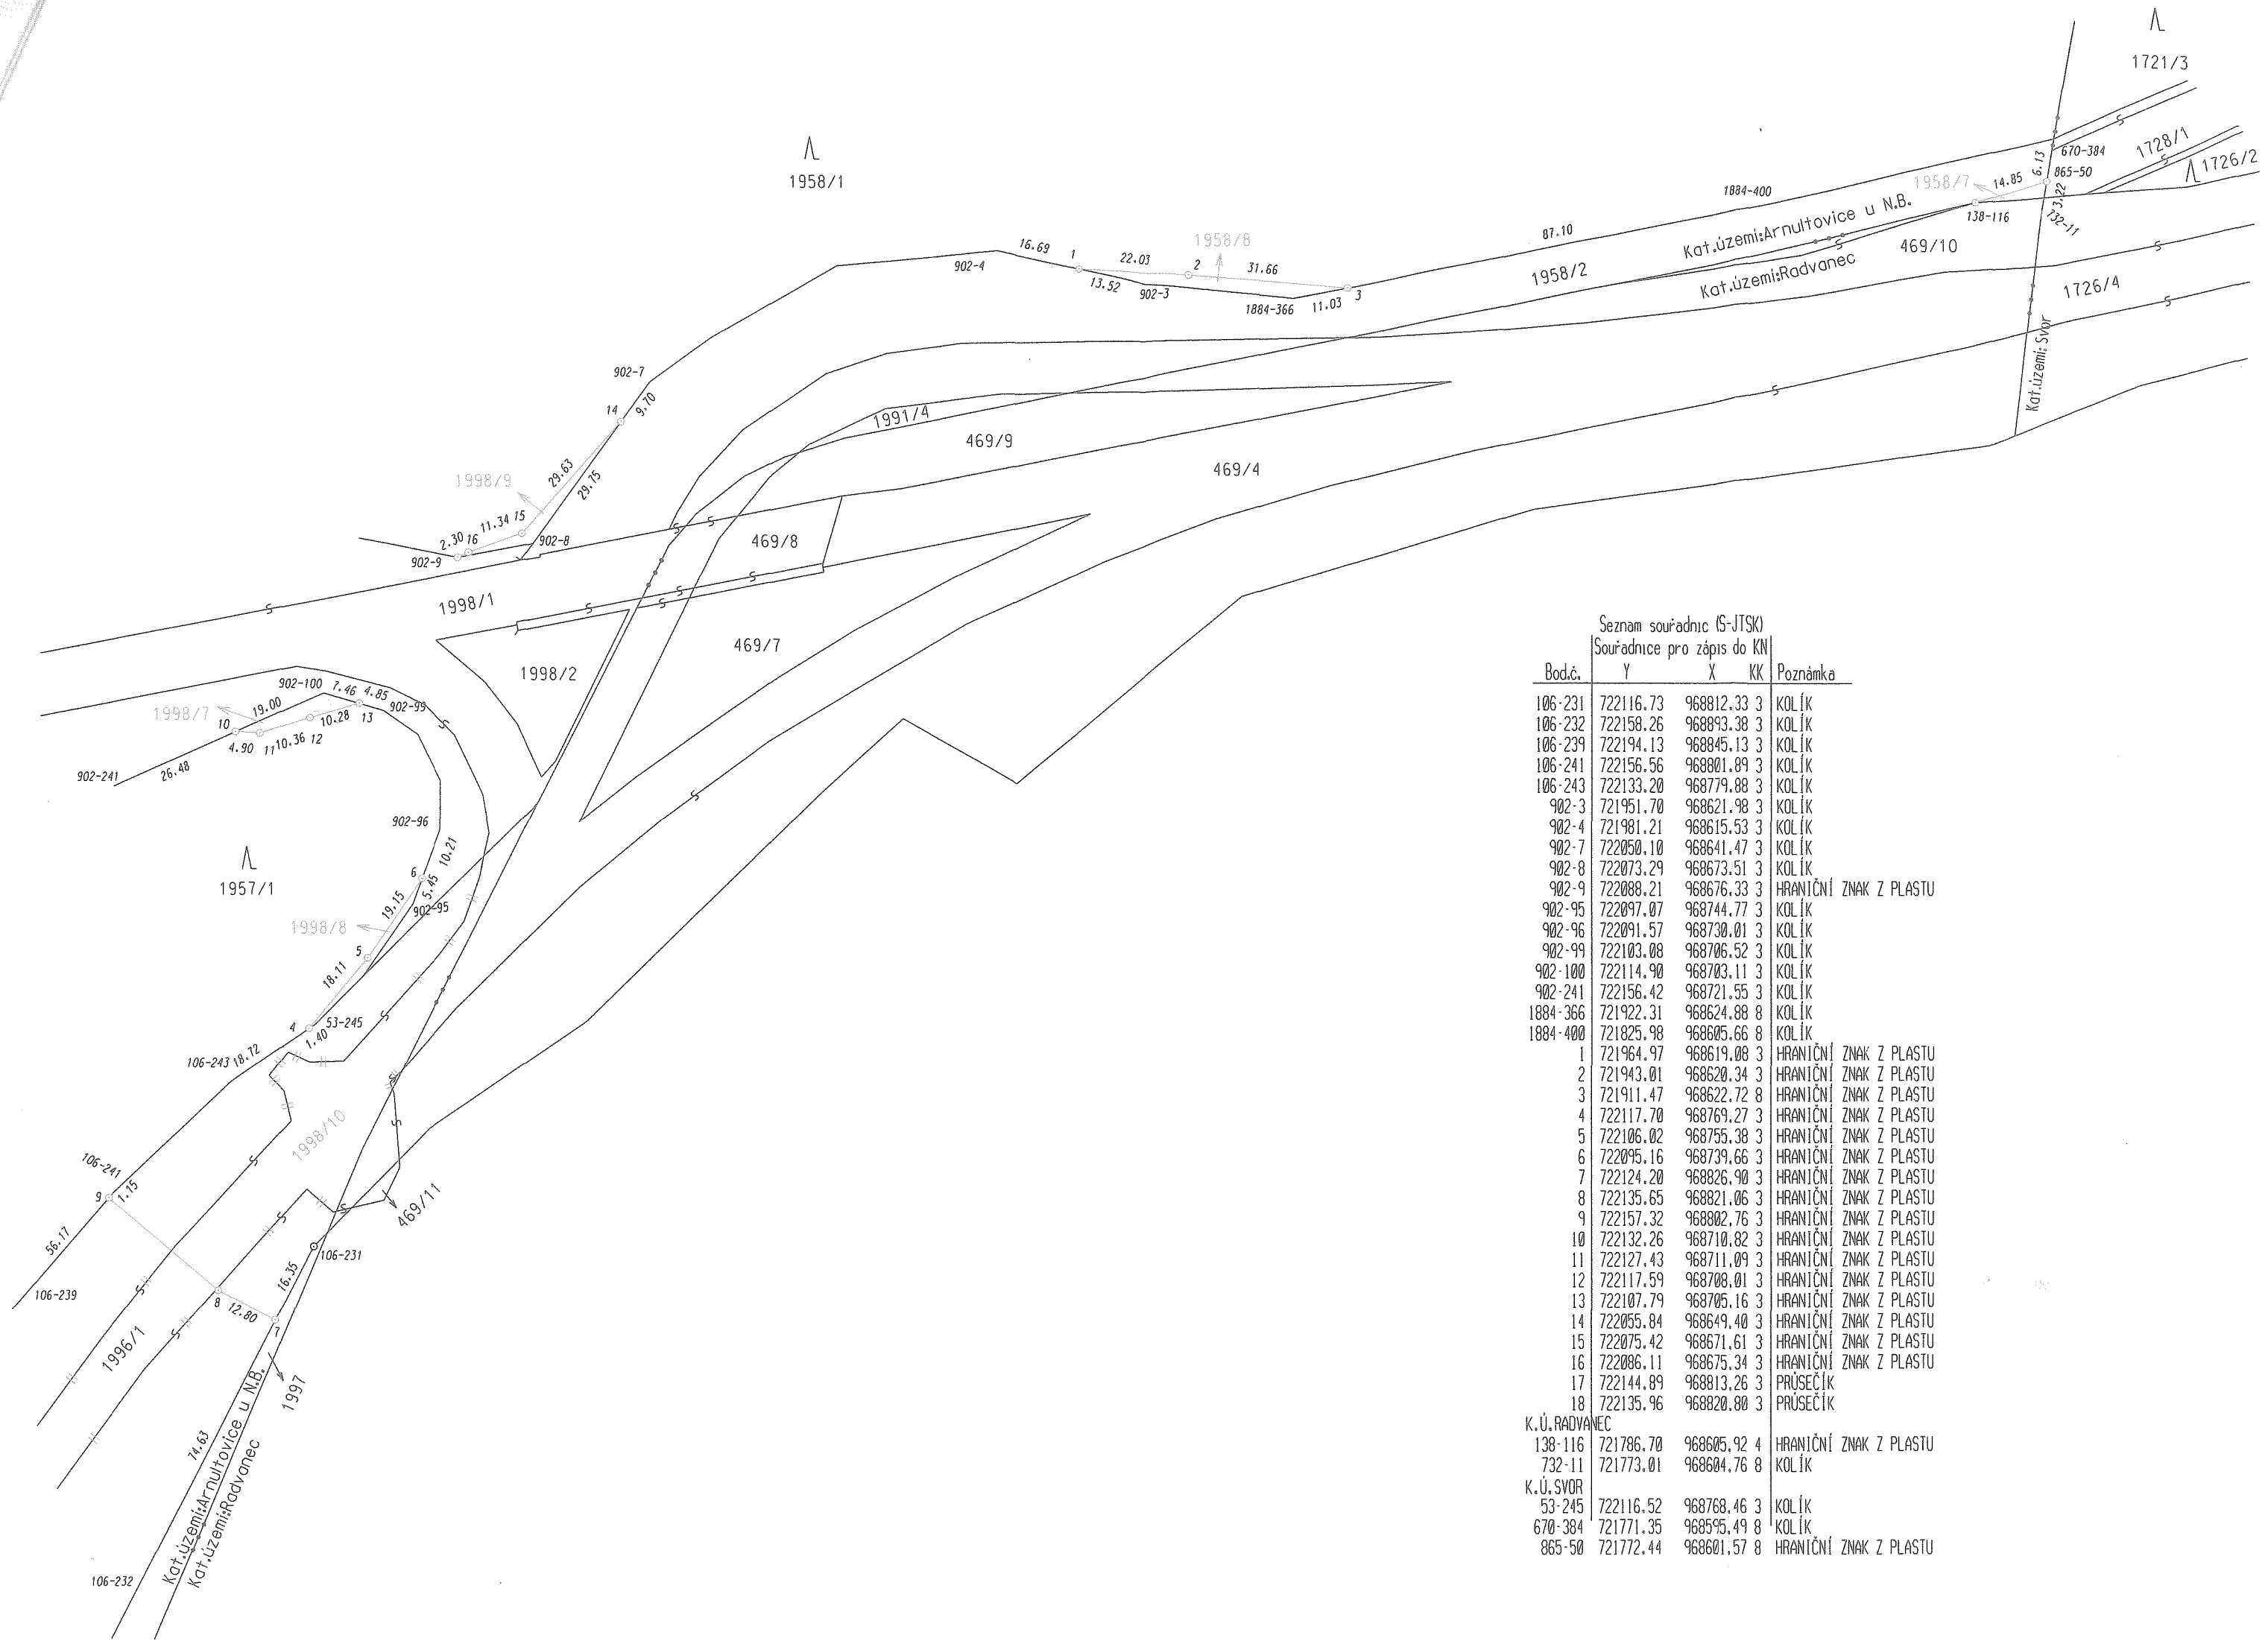 1721/3
1728/1
1726/2
670-384
6.13
865-50
1958/7
14.85
3.22
732-11
138-116
1884-400
1958/1
Kat.území:Arnultovice u N.B.
469/10
87.10
1958/8
16.69
1
22.03
2
31.66
902-4
13.52
902-3
1884-366
11.03
3
1958/2
Kat.území:Radvanec
1726/4
Kat.území: Svor
902-7
14
9.70
1991/4
469/9
469/4
1998/9
29.63
29.75
11.34
15
2.30
16
902-8
902-9
469/8
1998/1
469/7
1998/2
902-100
7.46
4.85
19.00
902-99
1998/7
10
10.28
13
4.90
11
10.36
12
26.48
902-241
902-96
10.21
6
1957/1
5.45
19.15
902-95
1998/8
5
18.11
4
53-245
1.40
106-243
18.72
1998/10
106-241
9
1.15
469/11
56.17
106-231
106-239
16.35
8
12.80
7
1996/1
1997
74.63
Kat.území:Arnultovice u N.B.
Kat.území:Radvanec
106-232
Seznam souřadnic (S-JTSK)
Souřadnice pro zápis do KN
Bod.č. Y X KK Poznámka
106-231 722116.73 968812.33 3 KOLÍK
106-232 722158.26 968893.38 3 KOLÍK
106-239 722194.13 968845.13 3 KOLÍK
106-241 722156.56 968801.89 3 KOLÍK
106-243 722133.20 968779.88 3 KOLÍK
902-3 721951.70 968621.98 3 KOLÍK
902-4 721981.21 968615.53 3 KOLÍK
902-7 722050.10 968641.47 3 KOLÍK
902-8 722073.29 968673.51 3 KOLÍK
902-9 722088.21 968676.33 3 HRANIČNÍ ZNAK Z PLASTU
902-95 722097.07 968744.77 3 KOLÍK
902-96 722091.57 968730.01 3 KOLÍK
902-99 722103.08 968706.52 3 KOLÍK
902-100 722114.90 968703.11 3 KOLÍK
902-241 722156.42 968721.55 3 KOLÍK
1884-366 721922.31 968624.88 8 KOLÍK
1884-400 721825.98 968605.66 8 KOLÍK
1 721964.97 968619.08 3 HRANIČNÍ ZNAK Z PLASTU
2 721943.01 968620.34 3 HRANIČNÍ ZNAK Z PLASTU
3 721911.47 968622.72 8 HRANIČNÍ ZNAK Z PLASTU
4 722117.70 968769.27 3 HRANIČNÍ ZNAK Z PLASTU
5 722106.02 968755.38 3 HRANIČNÍ ZNAK Z PLASTU
6 722095.16 968739.66 3 HRANIČNÍ ZNAK Z PLASTU
7 722124.20 968826.90 3 HRANIČNÍ ZNAK Z PLASTU
8 722135.65 968821.06 3 HRANIČNÍ ZNAK Z PLASTU
9 722157.32 968802.76 3 HRANIČNÍ ZNAK Z PLASTU
10 722132.26 968710.82 3 HRANIČNÍ ZNAK Z PLASTU
11 722127.43 968711.09 3 HRANIČNÍ ZNAK Z PLASTU
12 722117.59 968708.01 3 HRANIČNÍ ZNAK Z PLASTU
13 722107.79 968705.16 3 HRANIČNÍ ZNAK Z PLASTU
14 722055.84 968649.40 3 HRANIČNÍ ZNAK Z PLASTU
15 722075.42 968671.61 3 HRANIČNÍ ZNAK Z PLASTU
16 722086.11 968675.34 3 HRANIČNÍ ZNAK Z PLASTU
17 722144.89 968813.26 3 PRŮSEČÍK
18 722135.96 968820.80 3 PRŮSEČÍK
K.Ú.RADVANEC
138-116 721786.70 968605.92 4 HRANIČNÍ ZNAK Z PLASTU
732-11 721773.01 968604.76 8 KOLÍK
K.Ú.SVOR
53-245 722116.52 968768.46 3 KOLÍK
670-384 721771.35 968595.49 8 KOLÍK
865-50 721772.44 968601.57 8 HRANIČNÍ ZNAK Z PLASTU